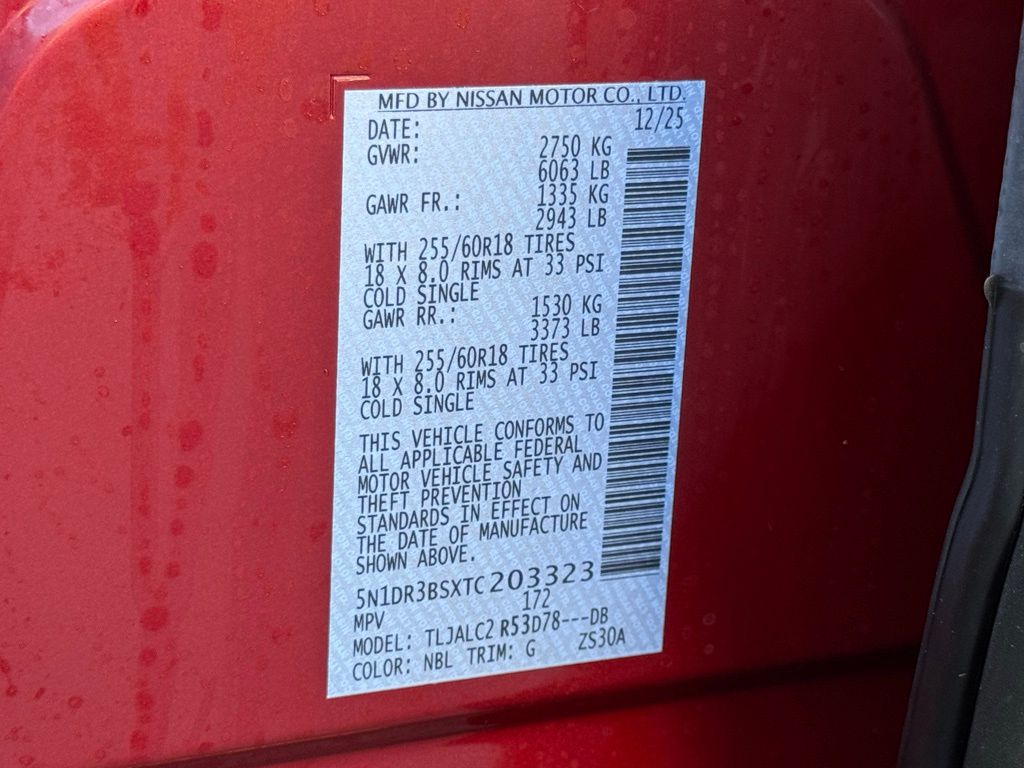 MFD BY NISSAN MOTOR CO., LTD.
DATE: 12/25
GVWR: 2750 KG
6063 LB
GAWR FR.: 1335 KG
2943 LB
WITH 255/60R18 TIRES
18 X 8.0 RIMS AT 33 PSI
COLD SINGLE
GAWR RR.: 1530 KG
3373 LB
WITH 255/60R18 TIRES
18 X 8.0 RIMS AT 33 PSI
COLD SINGLE
THIS VEHICLE CONFORMS TO
ALL APPLICABLE FEDERAL
MOTOR VEHICLE SAFETY AND
THEFT PREVENTION
STANDARDS IN EFFECT ON
THE DATE OF MANUFACTURE
SHOWN ABOVE.
5N1DR3BSXTC203323
MPV 172
MODEL: TLJALC2 R53D78---DB
COLOR: NBL TRIM: G ZS30A